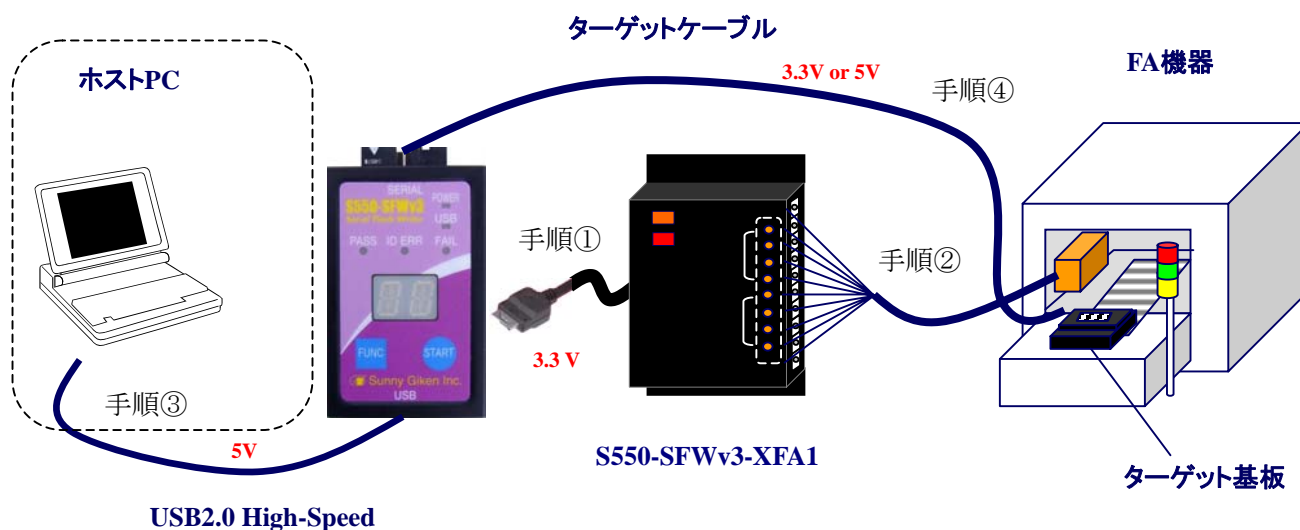 ターゲットケーブル
ホストPC
3.3V or 5V
FA機器
手順④
SERIAL
POWER
S550-SFWv3
Serial Flash Writer
USB
PASS ID ERR FAIL
手順①
手順②
FUNC
START
3.3 V
Sunny Giken Inc.
USB
手順③
5V
S550-SFWv3-XFA1
ターゲット基板
USB2.0 High-Speed